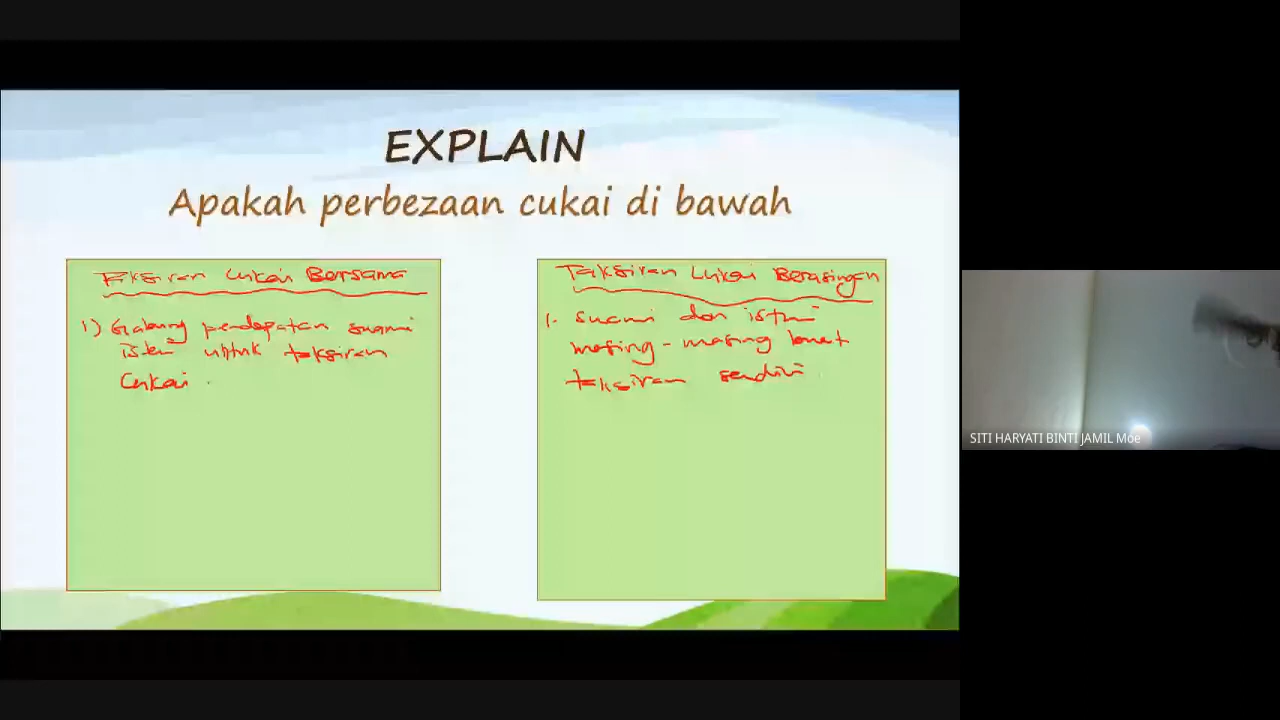 EXPLAIN
Apakah perbezaan cukai di bawah
Taksiran Cukai Bersama
1) Gabung pendapatan suami
isteri untuk taksiran
Cukai.
Taksiran Cukai Berasingan
1. suami dan isteri
masing-masing buat
taksiran sendiri
SITI HARYATI BINTI JAMIL Moe